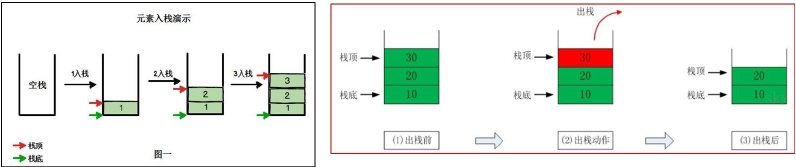 元素入栈演示
空栈
1入栈
2入栈
3入栈
1
2
1
3
2
1
栈顶
栈底
图一
出栈
栈顶
30
20
栈底
10
栈顶
30
20
栈底
10
栈顶
20
栈底
10
(1)出栈前
(2)出栈动作
(3)出栈后